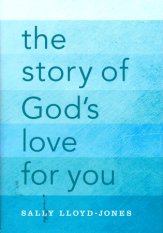 the
story of
God's
love
for you
SALLY LLOYD-JONES